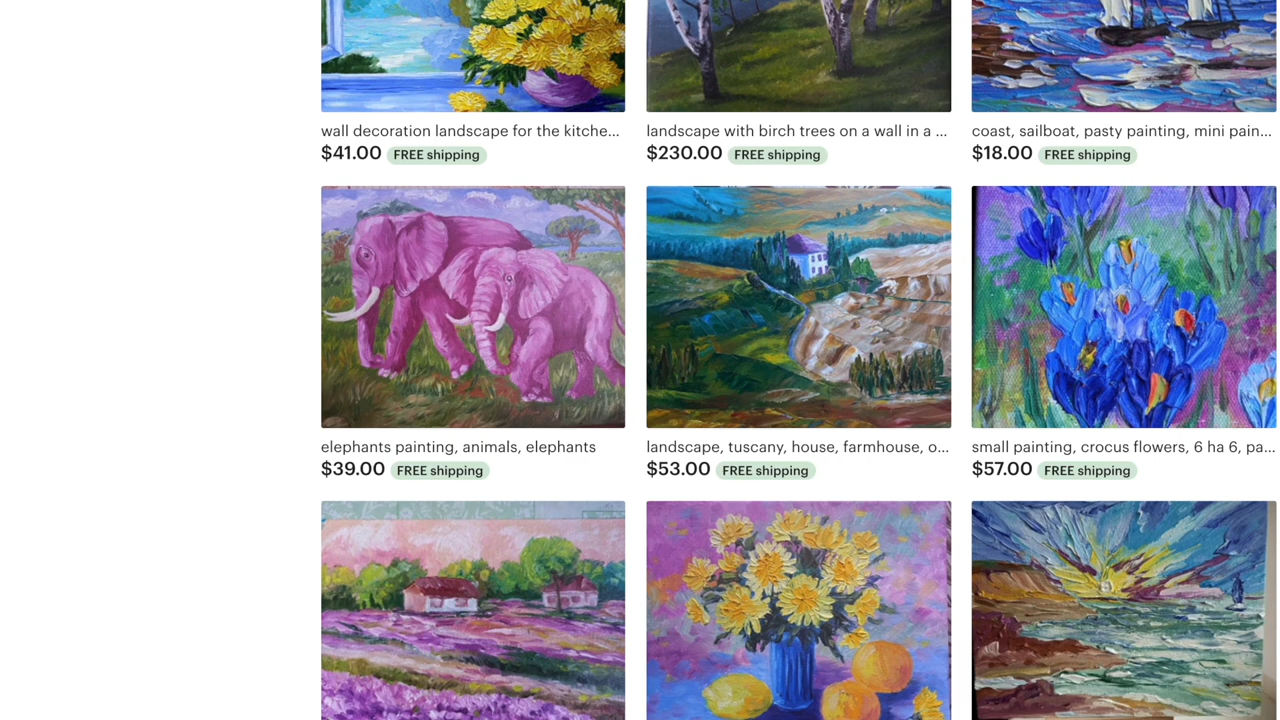 wall decoration landscape for the kitche...
$41.00 FREE shipping
landscape with birch trees on a wall in a ...
$230.00 FREE shipping
coast, sailboat, pasty painting, mini pain...
$18.00 FREE shipping
elephants painting, animals, elephants
$39.00 FREE shipping
landscape, tuscany, house, farmhouse, o...
$53.00 FREE shipping
small painting, crocus flowers, 6 ha 6, pa...
$57.00 FREE shipping